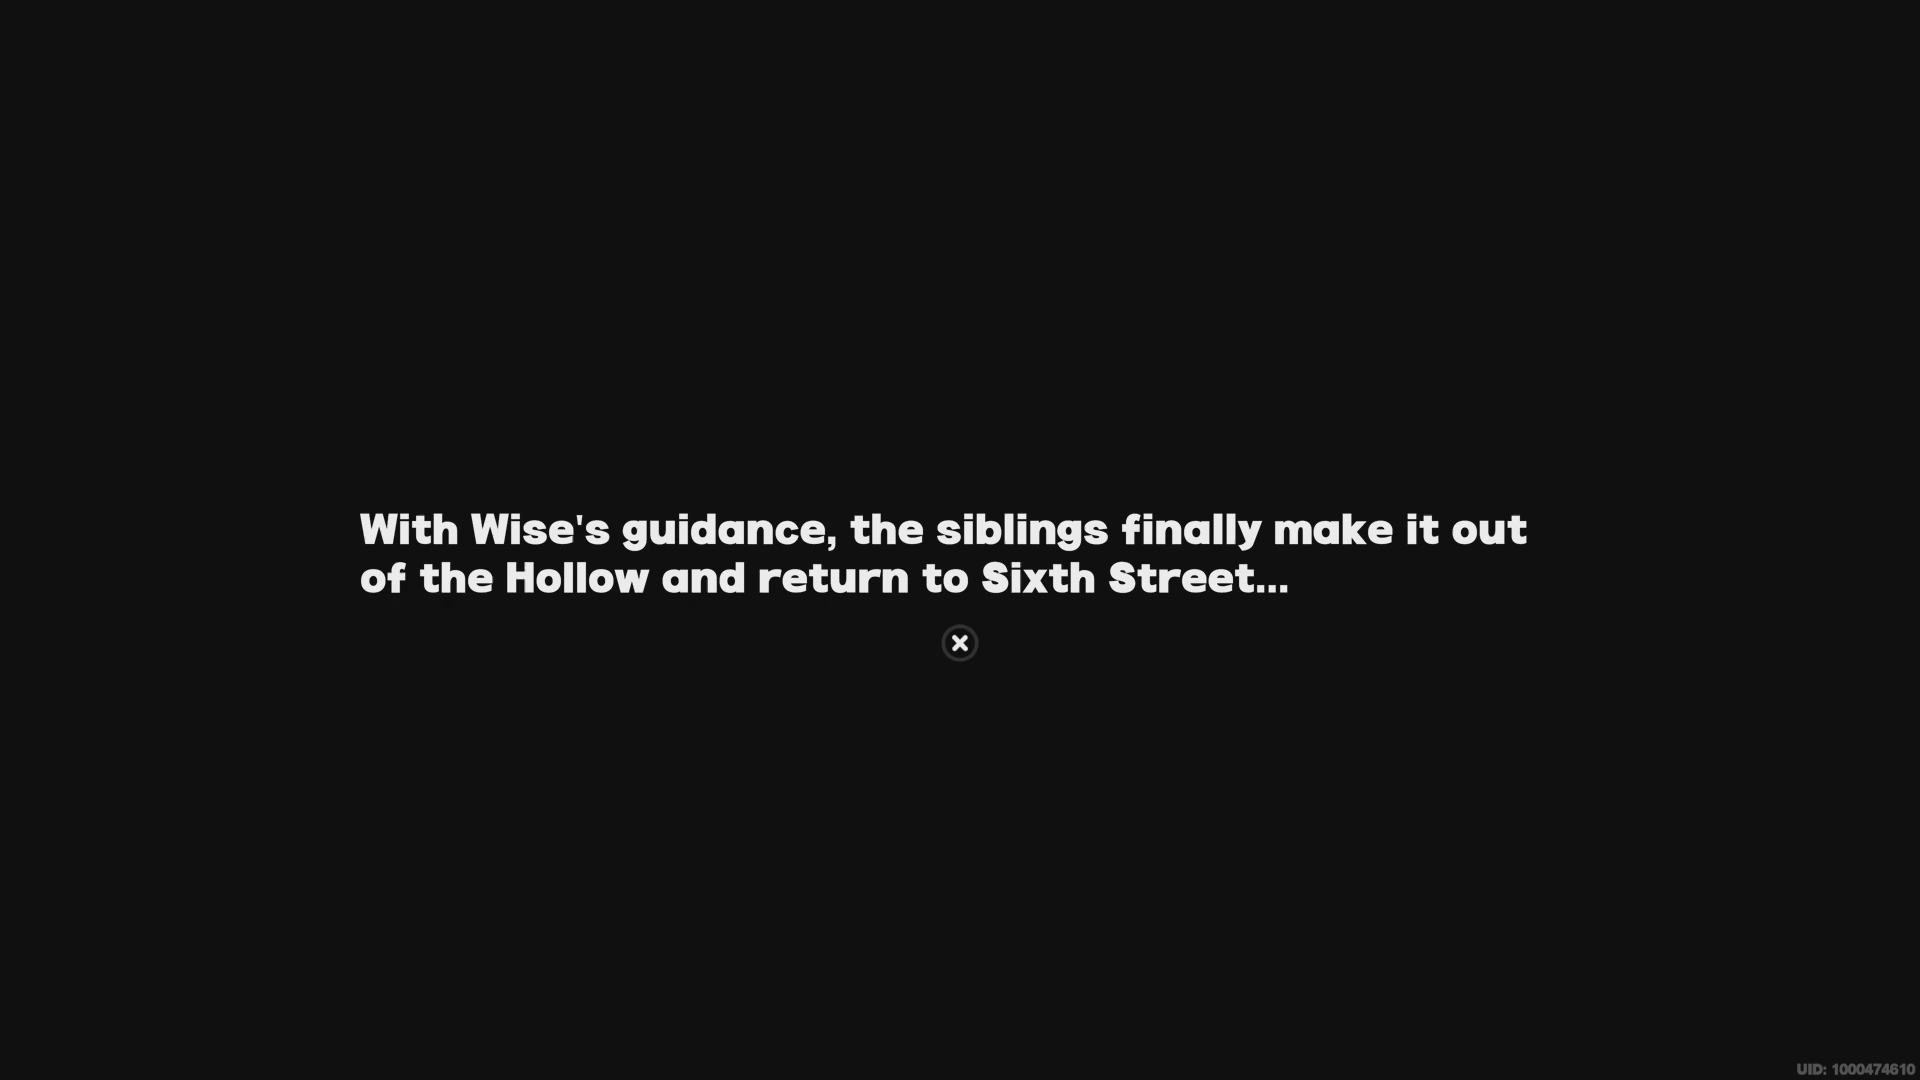 With Wise's guidance, the siblings finally make it out
of the Hollow and return to Sixth Street...
UID: 1000474610